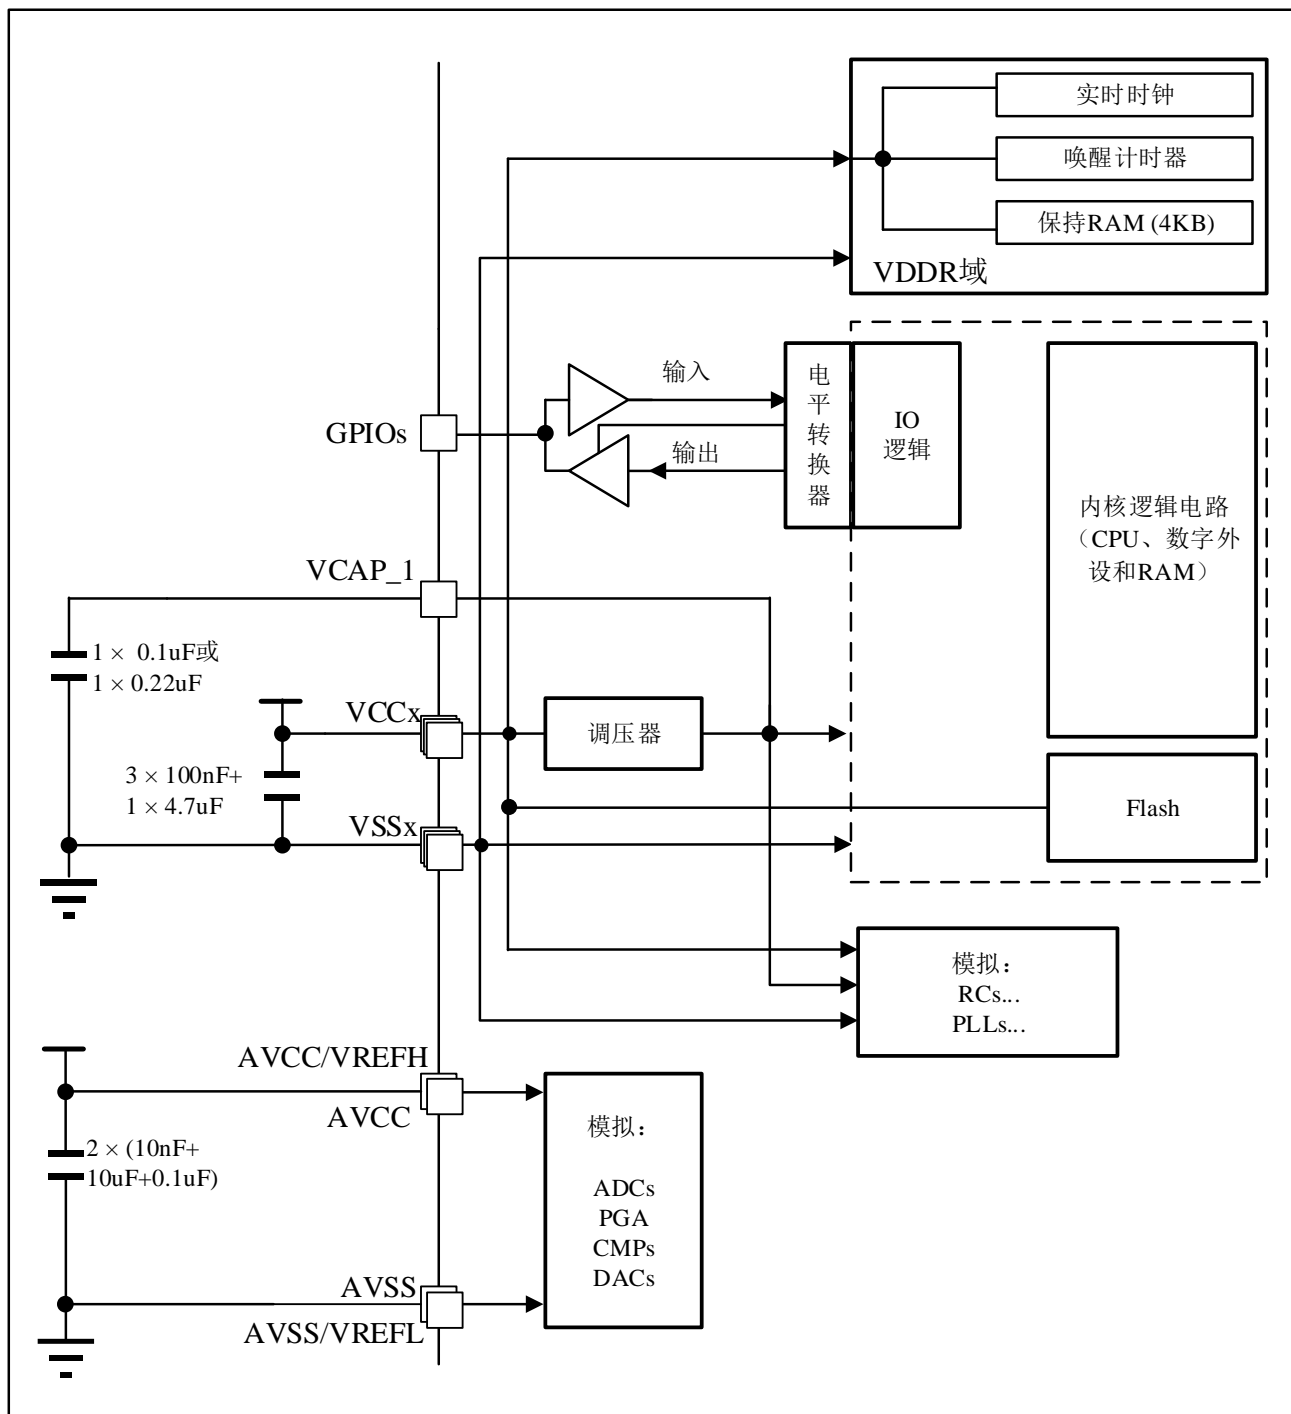 实时时钟
唤醒计时器
保持RAM (4KB)
VDDR域
输入
输出
电
平
转
换
器
IO
逻辑
GPIOs
内核逻辑电路
（CPU、数字外
设和RAM）
VCAP_1
1 × 0.1uF或
1 × 0.22uF
VCCx
调压器
3 × 100nF+
1 × 4.7uF
VSSx
Flash
模拟：
RCs...
PLLs...
AVCC/VREFH
AVCC
2 × (10nF+
10uF+0.1uF)
模拟：
ADCs
PGA
CMPs
DACs
AVSS
AVSS/VREFL